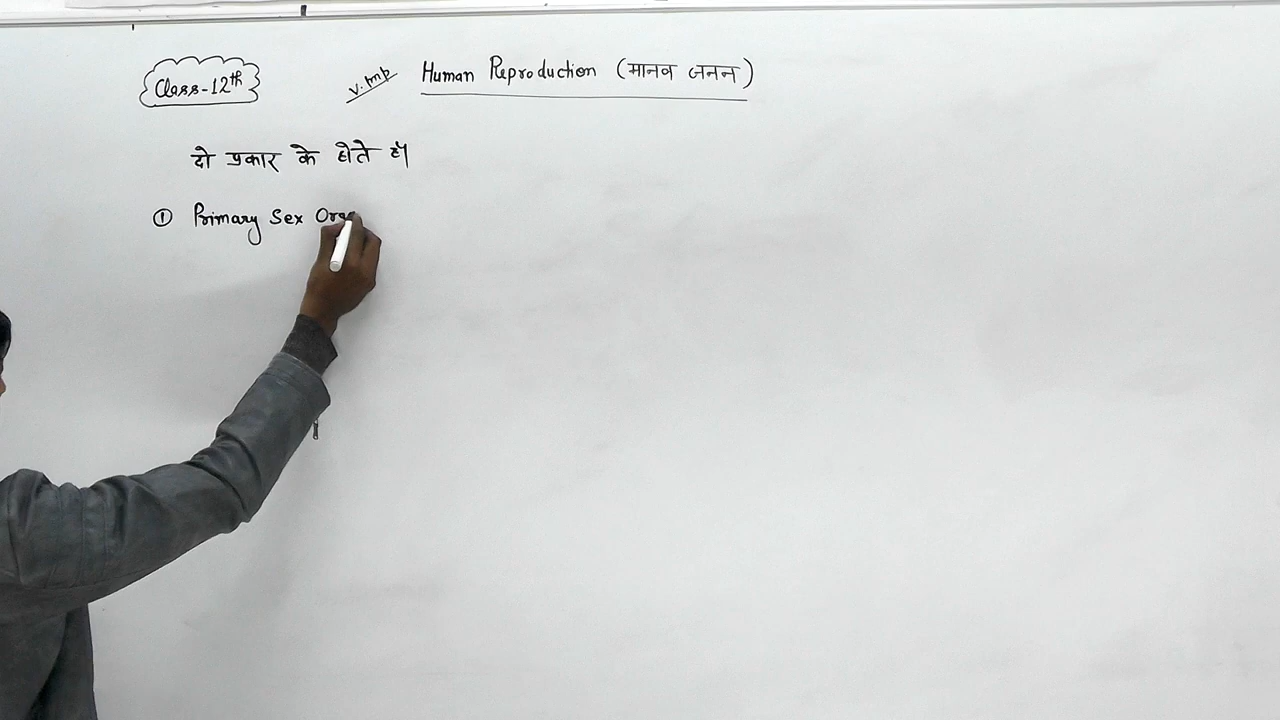 Class-12th
V. Imp
Human Reproduction (मानव जनन)
दो प्रकार के होते हैं
① Primary Sex